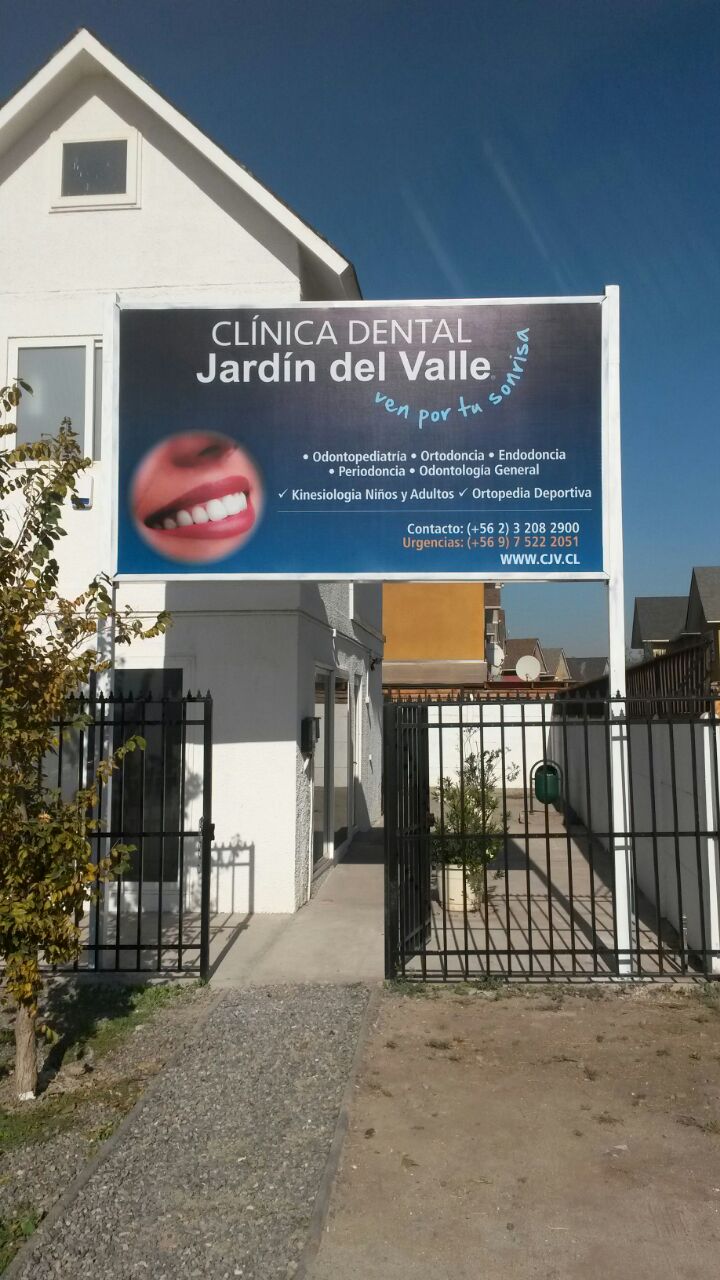 CLÍNICA DENTAL
Jardín del Valle
ven por tu sonrisa
• Odontopediatría • Ortodoncia • Endodoncia
• Periodoncia • Odontología General
✓ Kinesiologia Niños y Adultos ✓ Ortopedia Deportiva
Contacto: (+56 2) 3 208 2900
Urgencias: (+56 9) 7 522 2051
WWW.CJV.CL